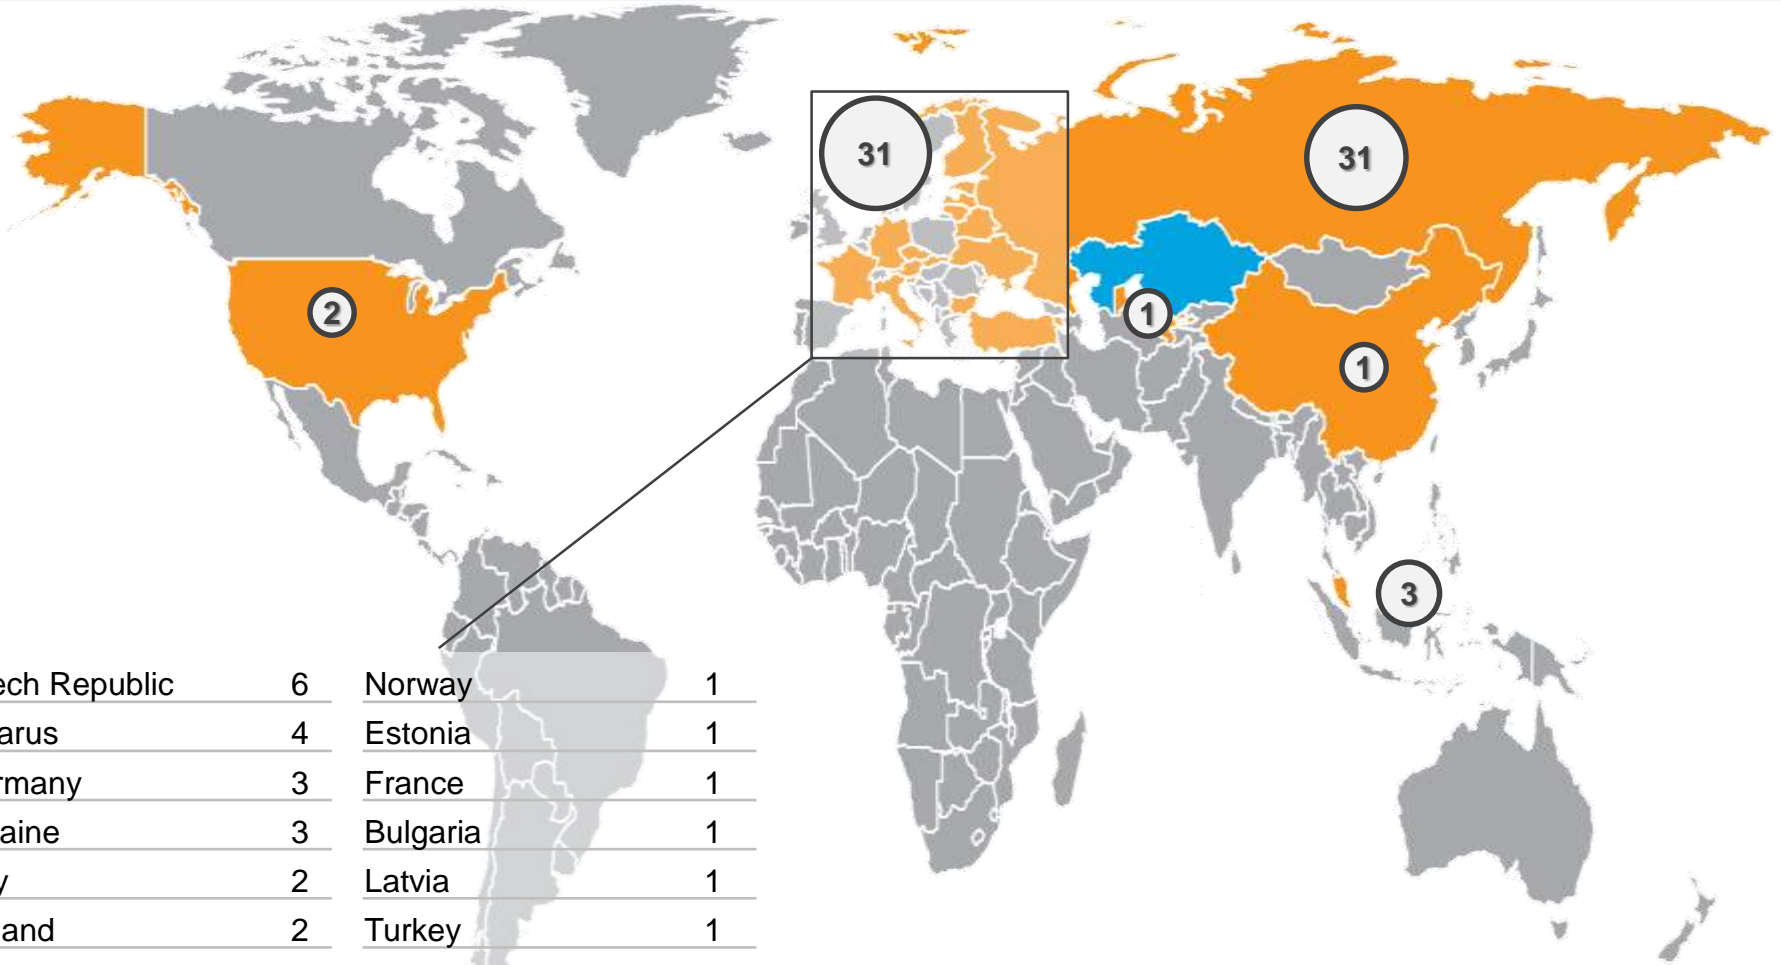 31
31
2
1
1
3
ech Republic 6 Norway 1
arus 4 Estonia 1
rmany 3 France 1
aine 3 Bulgaria 1
y 2 Latvia 1
and 2 Turkey 1